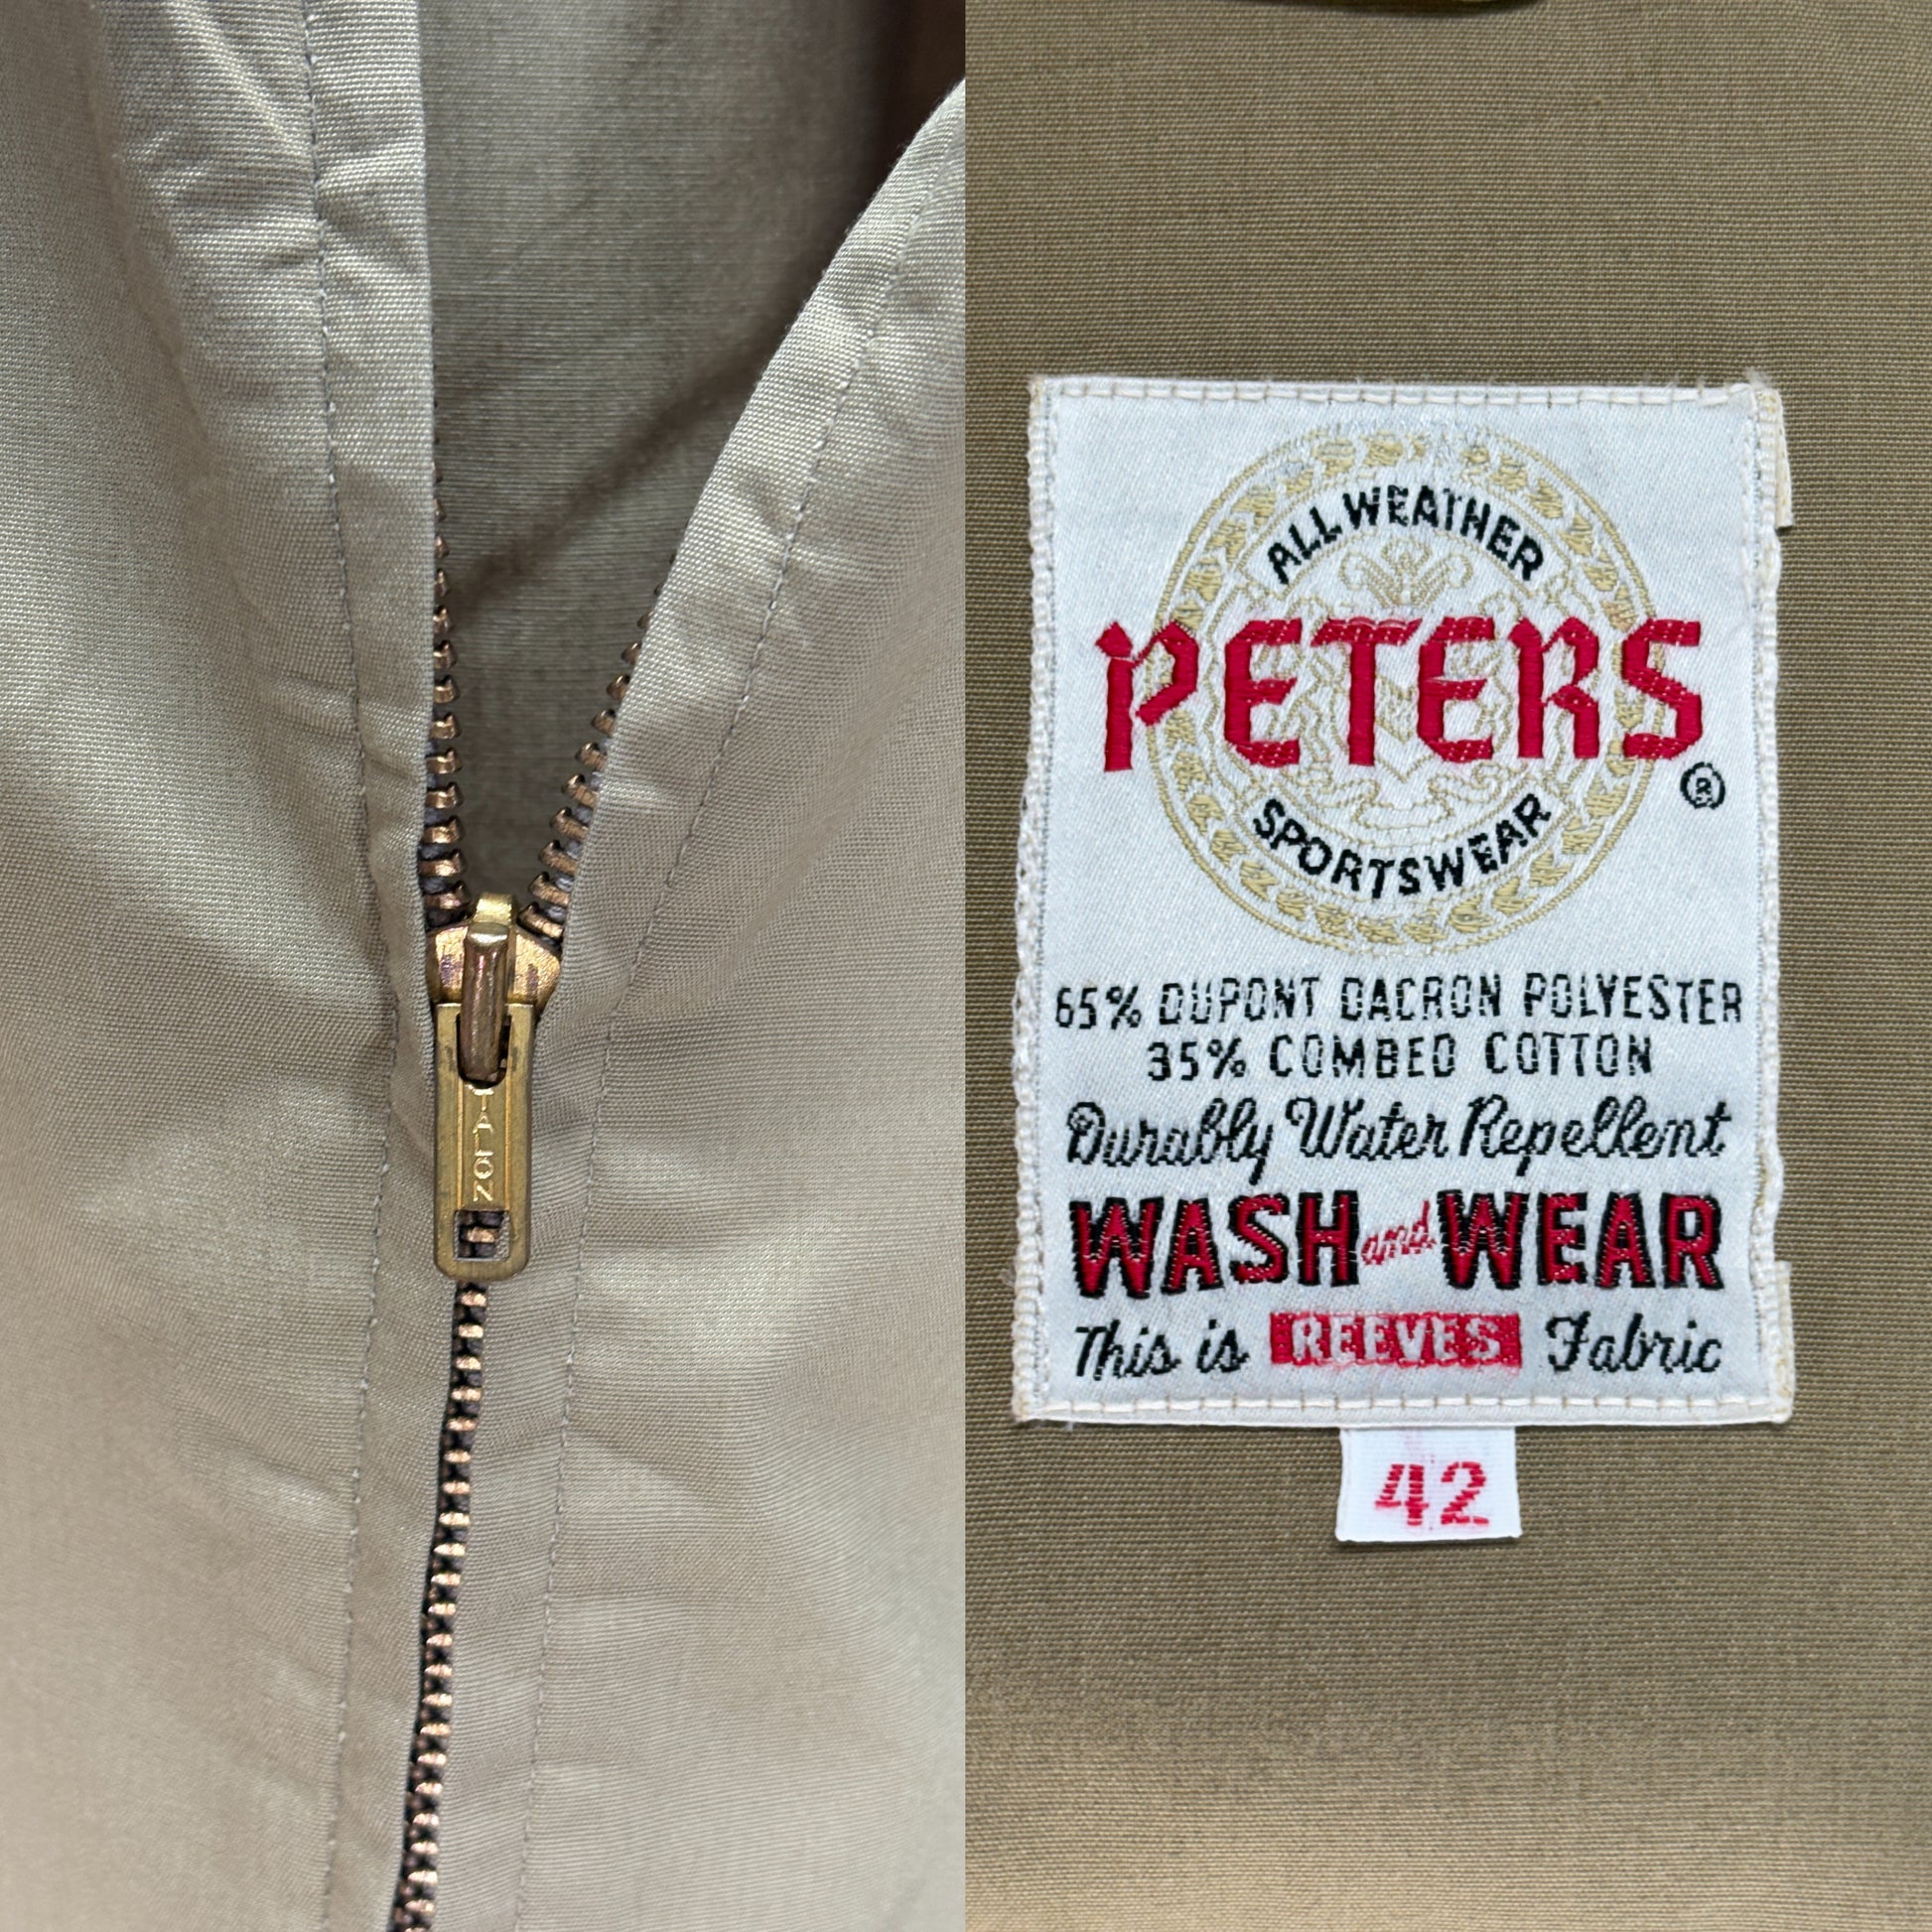 TALON
ALL WEATHER
PETERS
®
SPORTSWEAR
65% DUPONT DACRON POLYESTER
35% COMBED COTTON
Durably Water Repellent
WASH and WEAR
This is REEVES Fabric
42